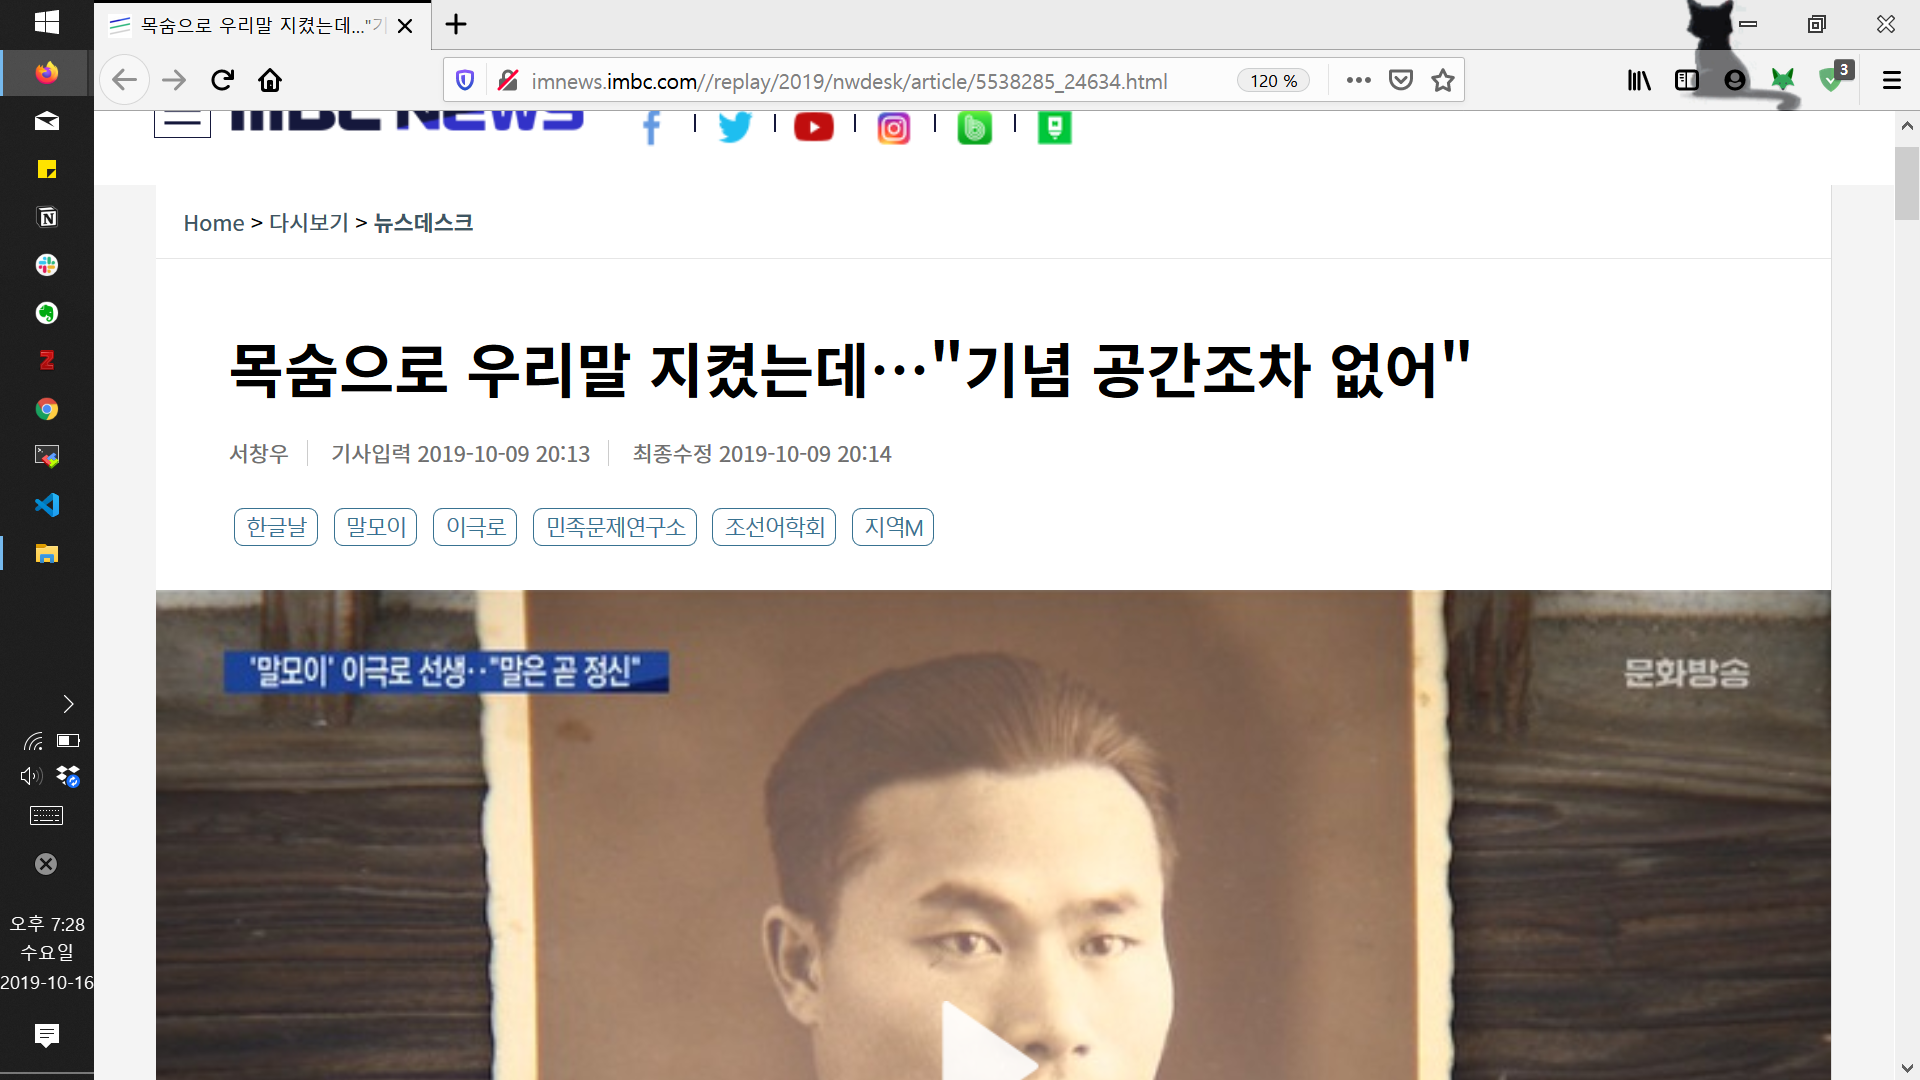 목숨으로 우리말 지켰는데..."기
imnews.imbc.com//replay/2019/nwdesk/article/5538285_24634.html
120 %
3
MBC NEWS
Home > 다시보기 > 뉴스데스크
목숨으로 우리말 지켰는데…"기념 공간조차 없어"
서창우 기사입력 2019-10-09 20:13 최종수정 2019-10-09 20:14
한글날 말모이 이극로 민족문제연구소 조선어학회 지역M
'말모이' 이극로 선생‥"말은 곧 정신"
문화방송
오후 7:28
수요일
2019-10-16